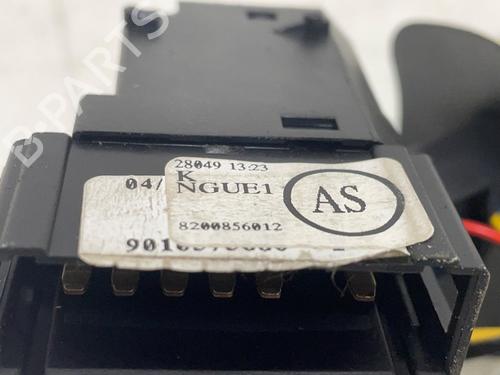 28049 13:23
K
NGUE1
AS
8200856012
04/
B-PARTS